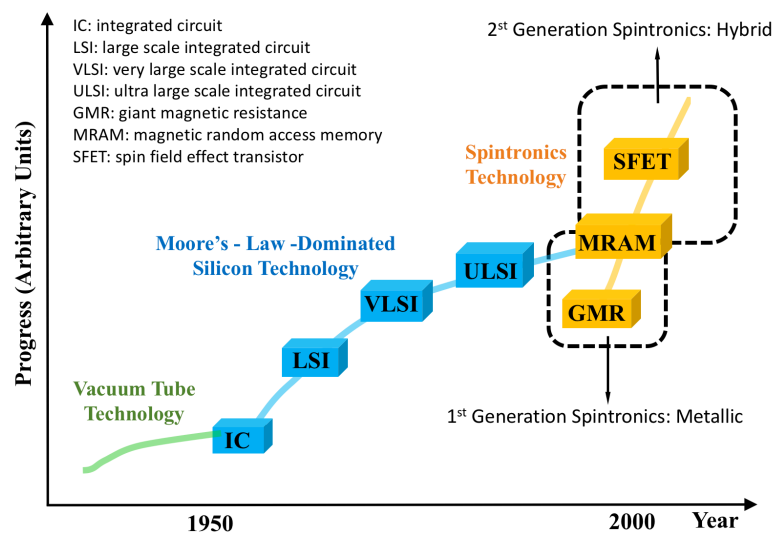 IC: integrated circuit
LSI: large scale integrated circuit
VLSI: very large scale integrated circuit
ULSI: ultra large scale integrated circuit
GMR: giant magnetic resistance
MRAM: magnetic random access memory
SFET: spin field effect transistor
2st Generation Spintronics: Hybrid
Spintronics
Technology
SFET
MRAM
GMR
1st Generation Spintronics: Metallic
Moore's - Law -Dominated
Silicon Technology
ULSI
VLSI
LSI
IC
Vacuum Tube
Technology
Progress (Arbitrary Units)
1950
2000
Year